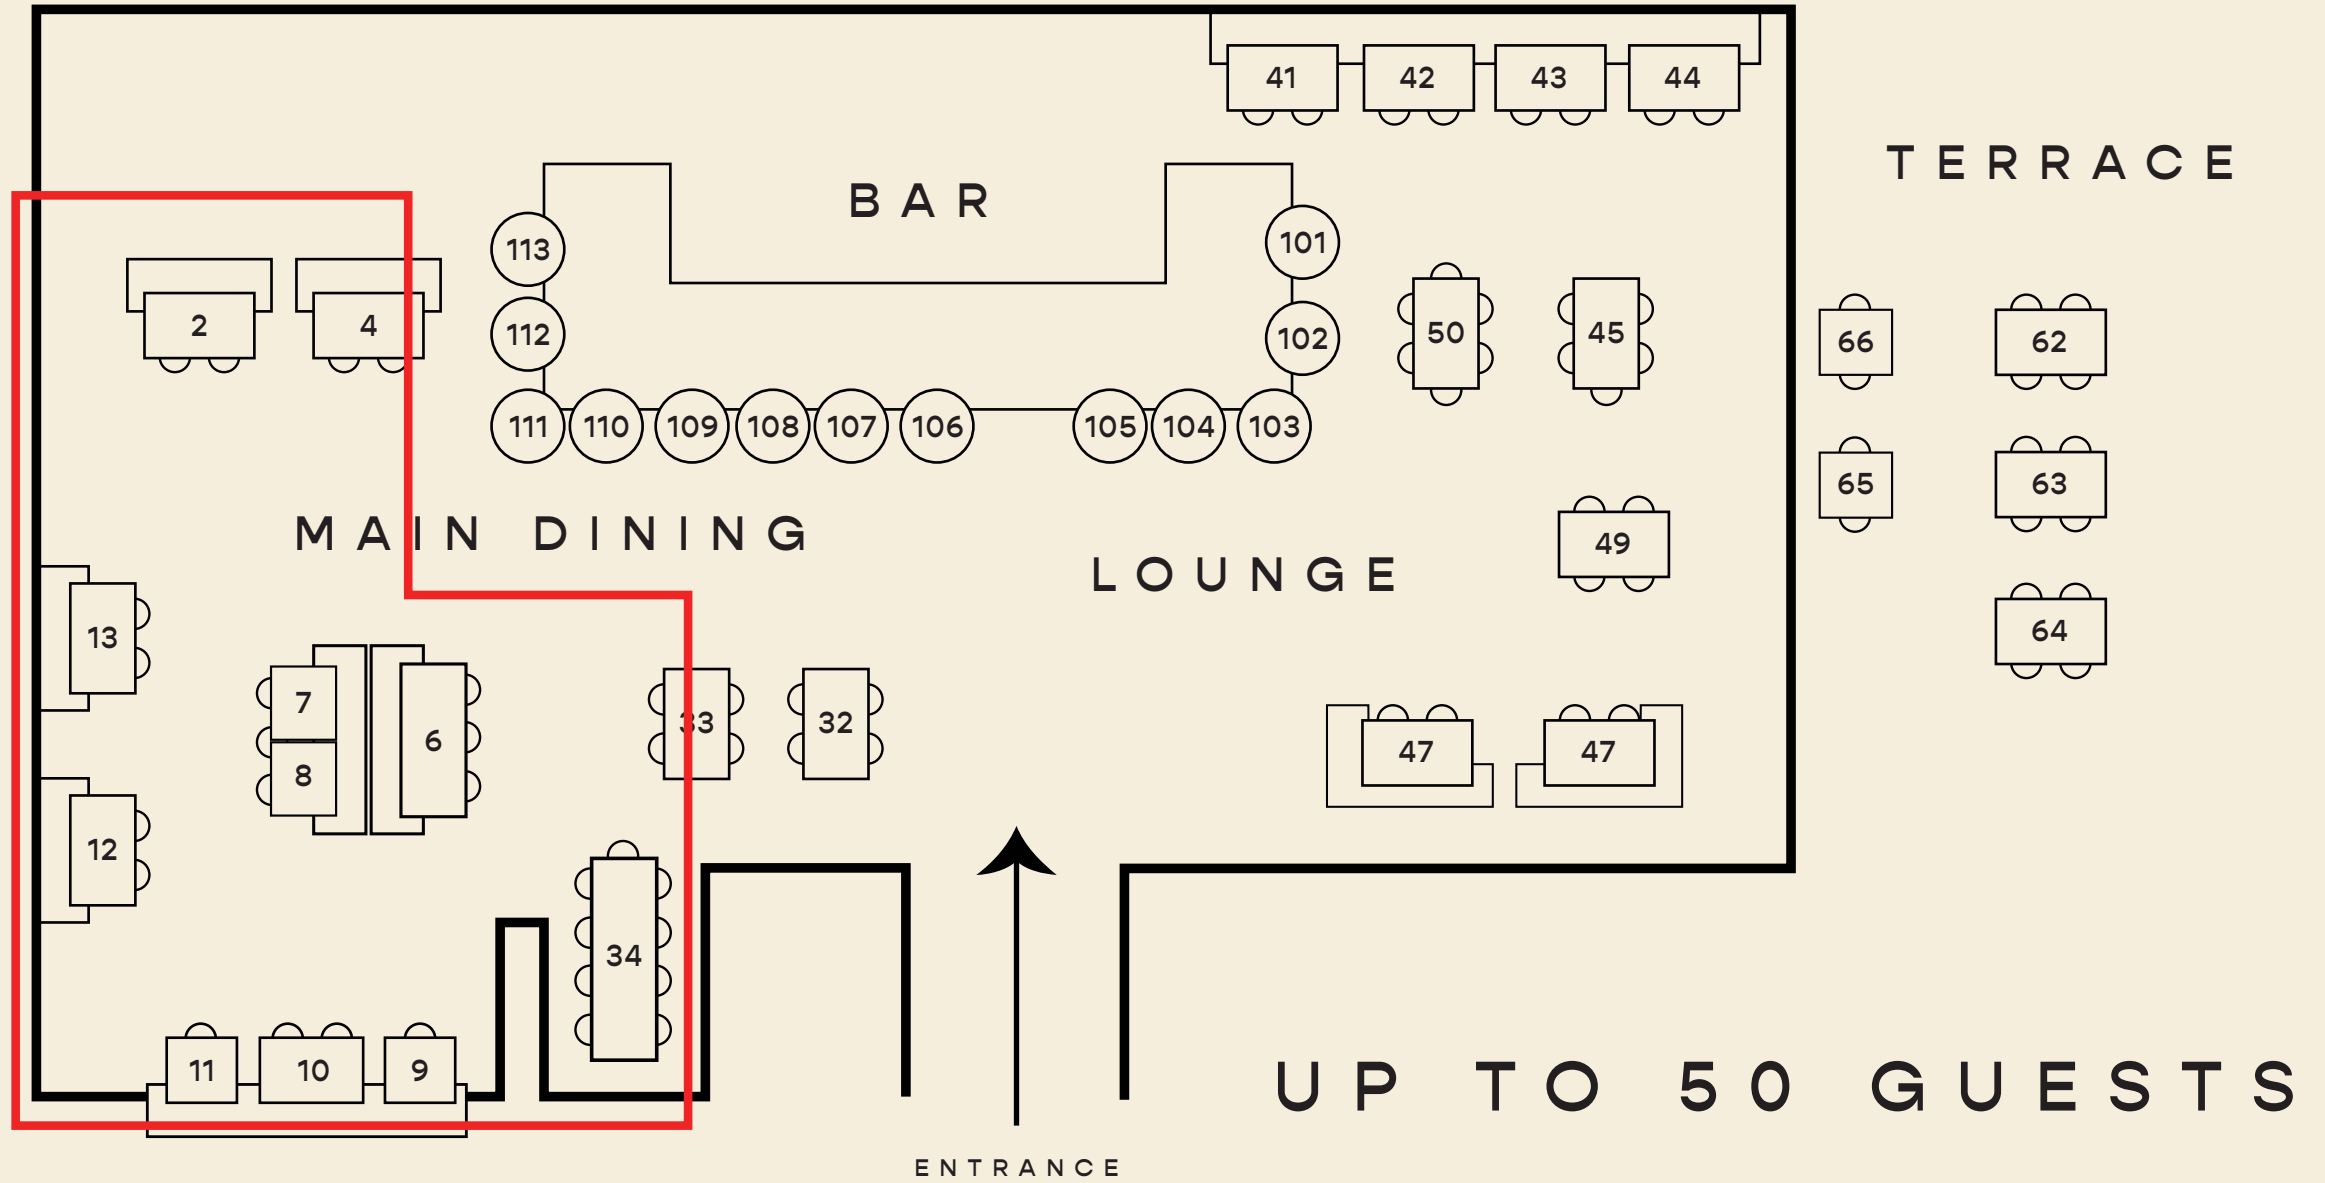 41 42 43 44
TERRACE
BAR
113 101
2 4 112 102 50 45 66 62
111 110 109 108 107 106 105 104 103
65 63
MAIN DINING
49
LOUNGE
13 64
7 33 32
6 47 47
8
12
34
11 10 9
UP TO 50 GUESTS
ENTRANCE